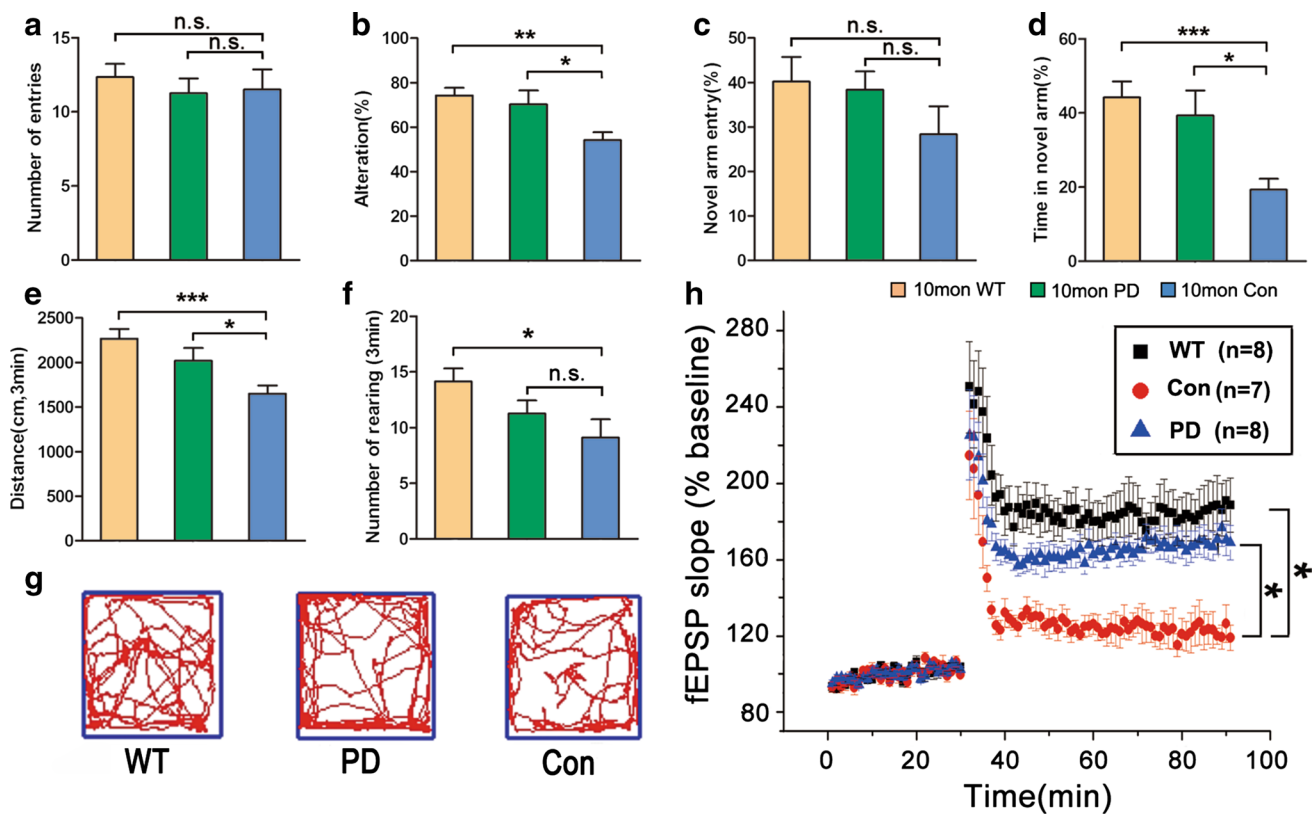 a
n.s.
n.s.
15
10
5
0
Nunmber of entries
b
**
*
100
80
60
40
20
0
Alteration(%)
c
n.s.
n.s.
50
40
30
20
10
0
Novel arm entry(%)
d
***
*
60
40
20
0
Time in novel arm(%)
10mon WT 10mon PD 10mon Con
e
***
*
2500
2000
1500
1000
500
0
Distance(cm,3min)
f
*
n.s.
20
15
10
5
0
Nunmber of rearing (3min)
g
WT PD Con
h
280
240
200
160
120
80
fEPSP slope (% baseline)
WT (n=8)
Con (n=7)
PD (n=8)
*
*
0 20 40 60 80 100
Time(min)